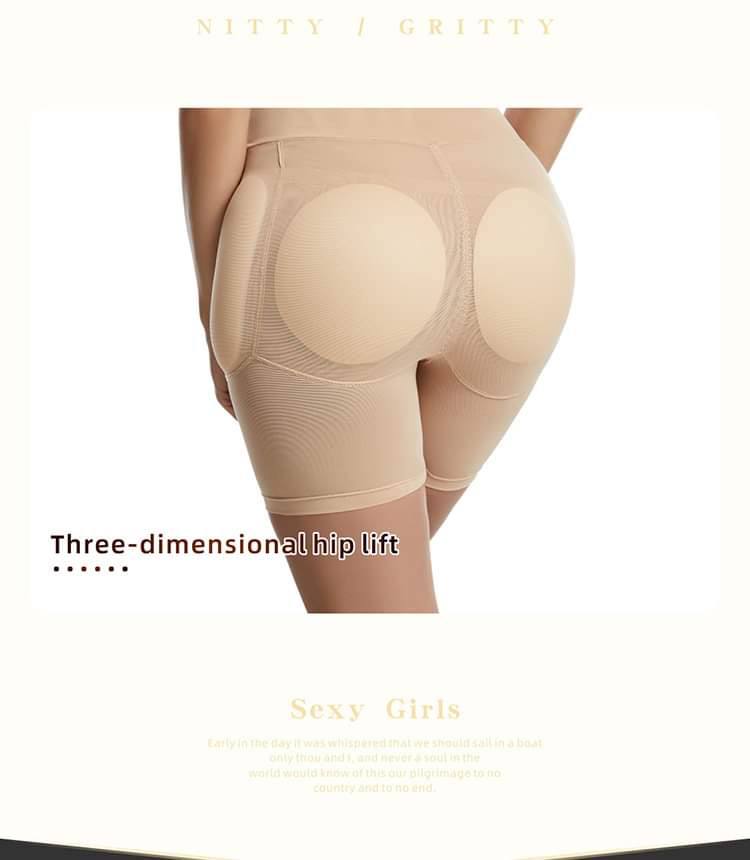 NITTY / GRITTY
Three-dimensional hip lift
Sexy Girls
Early in the day it was whispered that we should sail in a boat
only thou and I, and never a soul in the
world would know of this our pilgrimage to no
country and to no end.